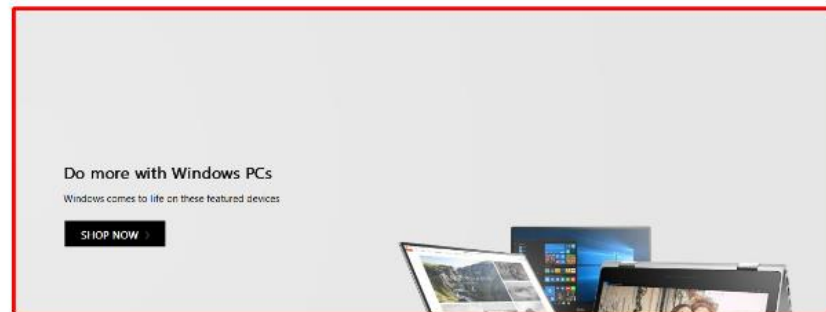 Do more with Windows PCs
Windows comes to life on these featured devices
SHOP NOW >